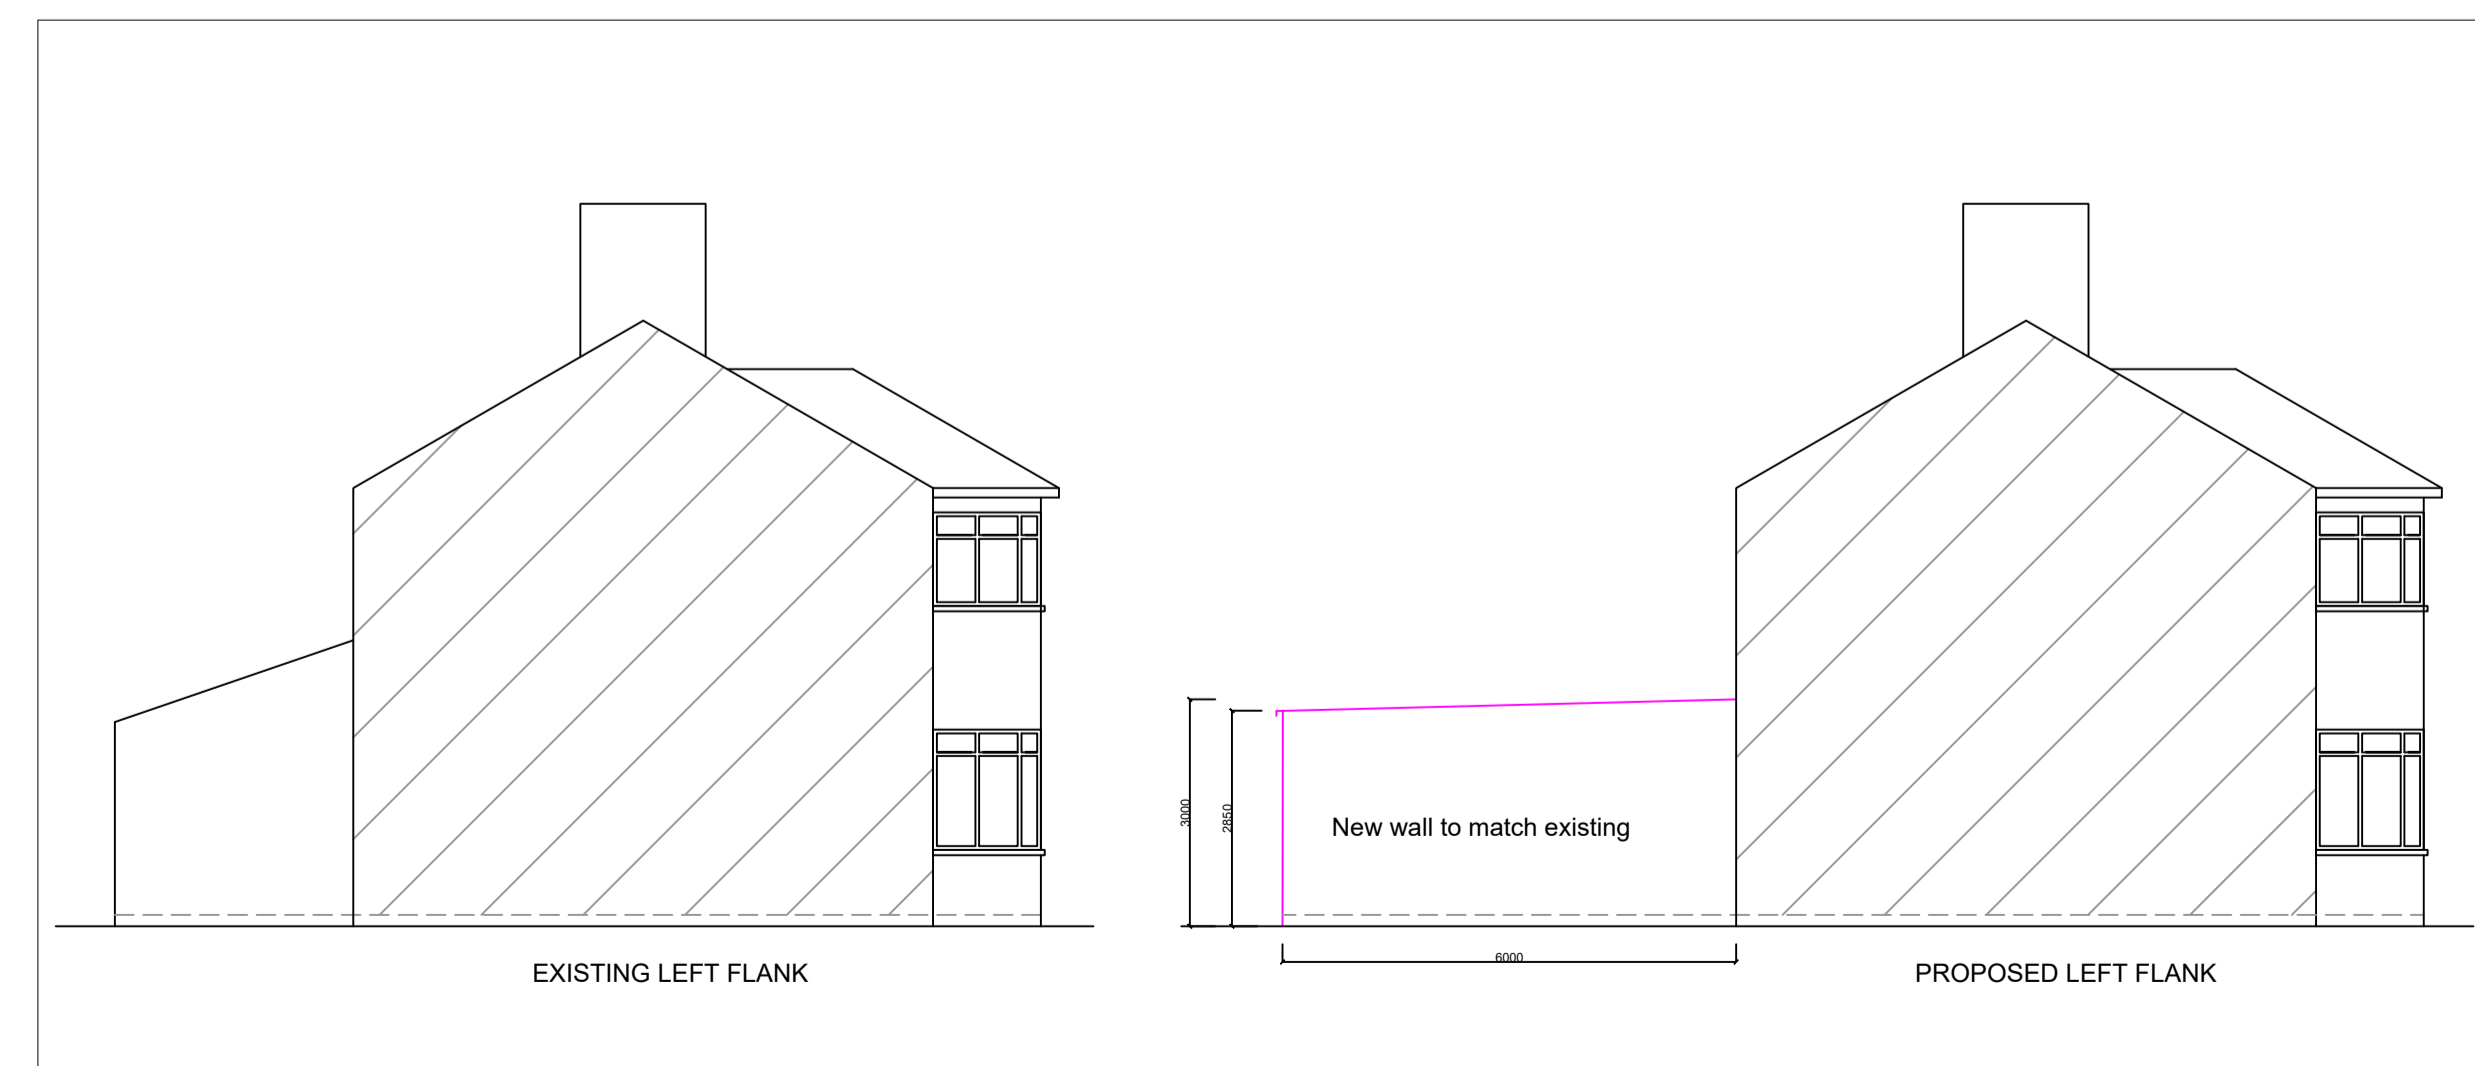 3000
2850
New wall to match existing
6000
EXISTING LEFT FLANK
PROPOSED LEFT FLANK